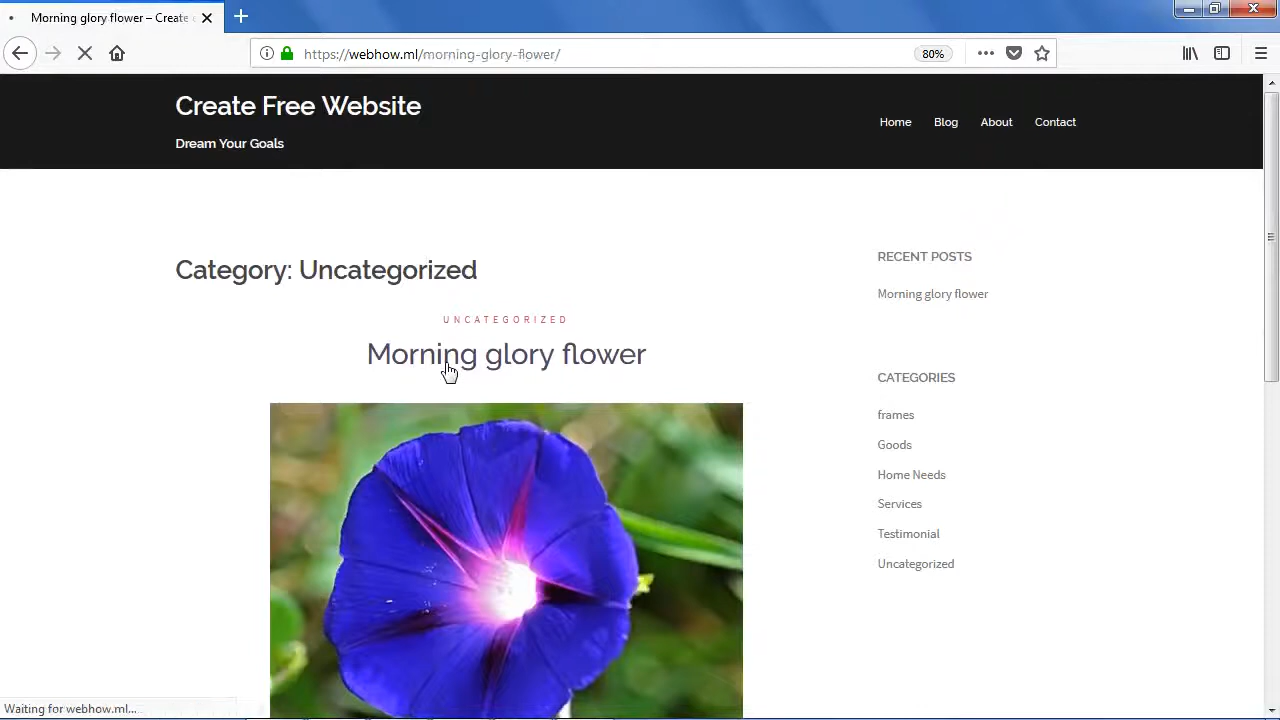 Morning glory flower – Create
https://webhow.ml/morning-glory-flower/
80%
Create Free Website
Dream Your Goals
Home Blog About Contact
Category: Uncategorized
UNCATEGORIZED
Morning glory flower
RECENT POSTS
Morning glory flower
CATEGORIES
frames
Goods
Home Needs
Services
Testimonial
Uncategorized
Waiting for webhow.ml...